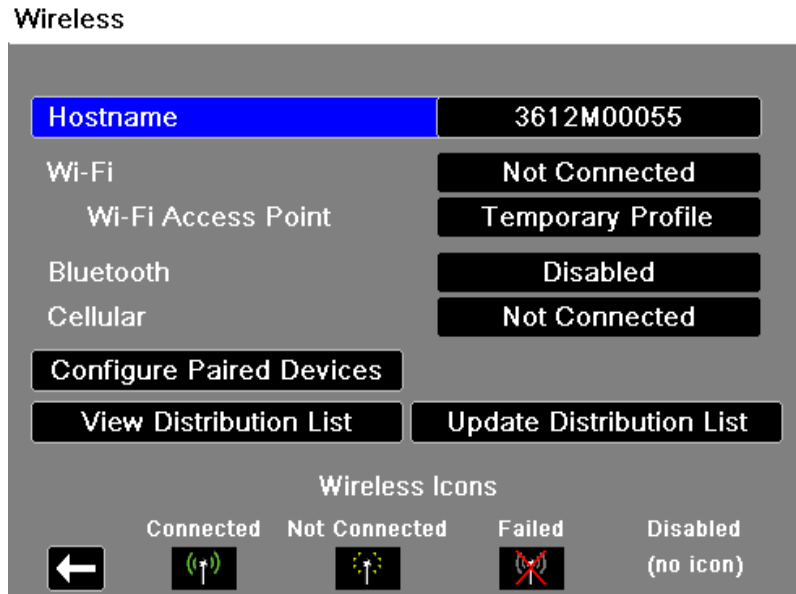 Wireless
Hostname 3612M00055
Wi-Fi Not Connected
Wi-Fi Access Point Temporary Profile
Bluetooth Disabled
Cellular Not Connected
Configure Paired Devices
View Distribution List Update Distribution List
Wireless Icons
Connected Not Connected Failed Disabled
(no icon)